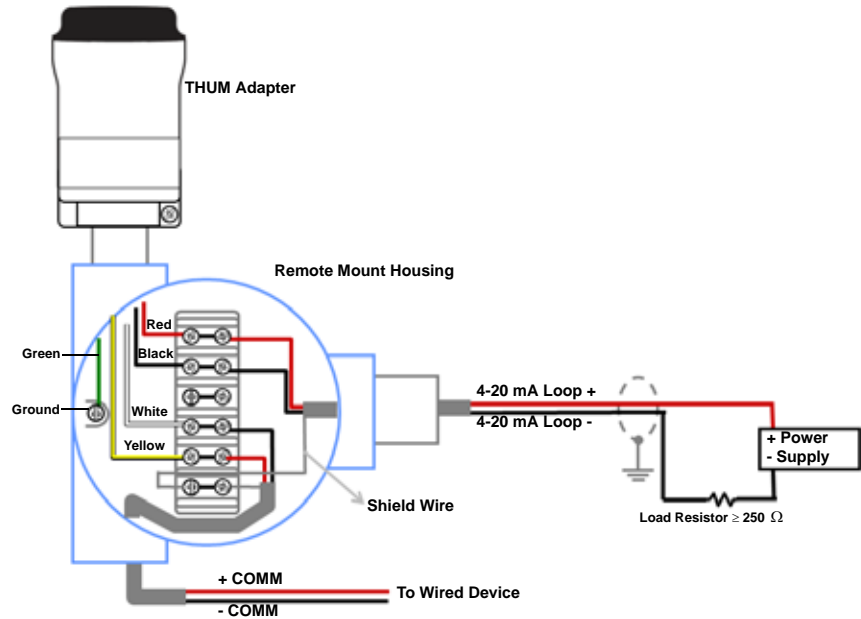 THUM Adapter
Remote Mount Housing
Red
Green
Black
4-20 mA Loop +
Ground
White
4-20 mA Loop -
+ Power
- Supply
Yellow
Shield Wire
Load Resistor ≥ 250 Ω
+ COMM
To Wired Device
- COMM